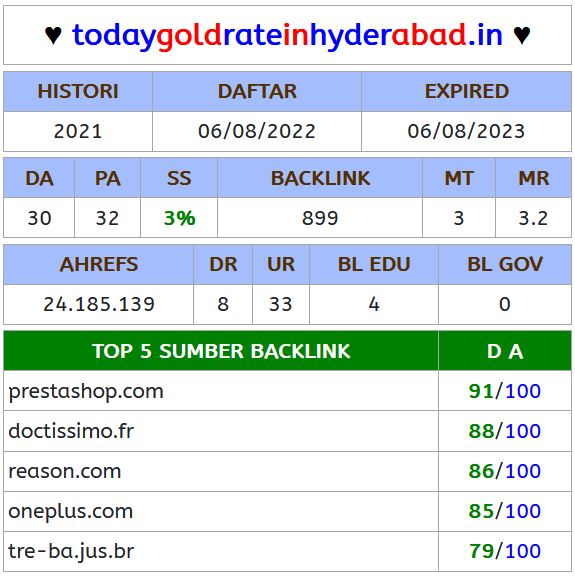 ♥ todaygoldrateinhyderabad.in ♥
HISTORI DAFTAR EXPIRED
2021 06/08/2022 06/08/2023
DA PA SS BACKLINK MT MR
30 32 3% 899 3 3.2
AHREFS DR UR BL EDU BL GOV
24.185.139 8 33 4 0
TOP 5 SUMBER BACKLINK D A
prestashop.com 91/100
doctissimo.fr 88/100
reason.com 86/100
oneplus.com 85/100
tre-ba.jus.br 79/100